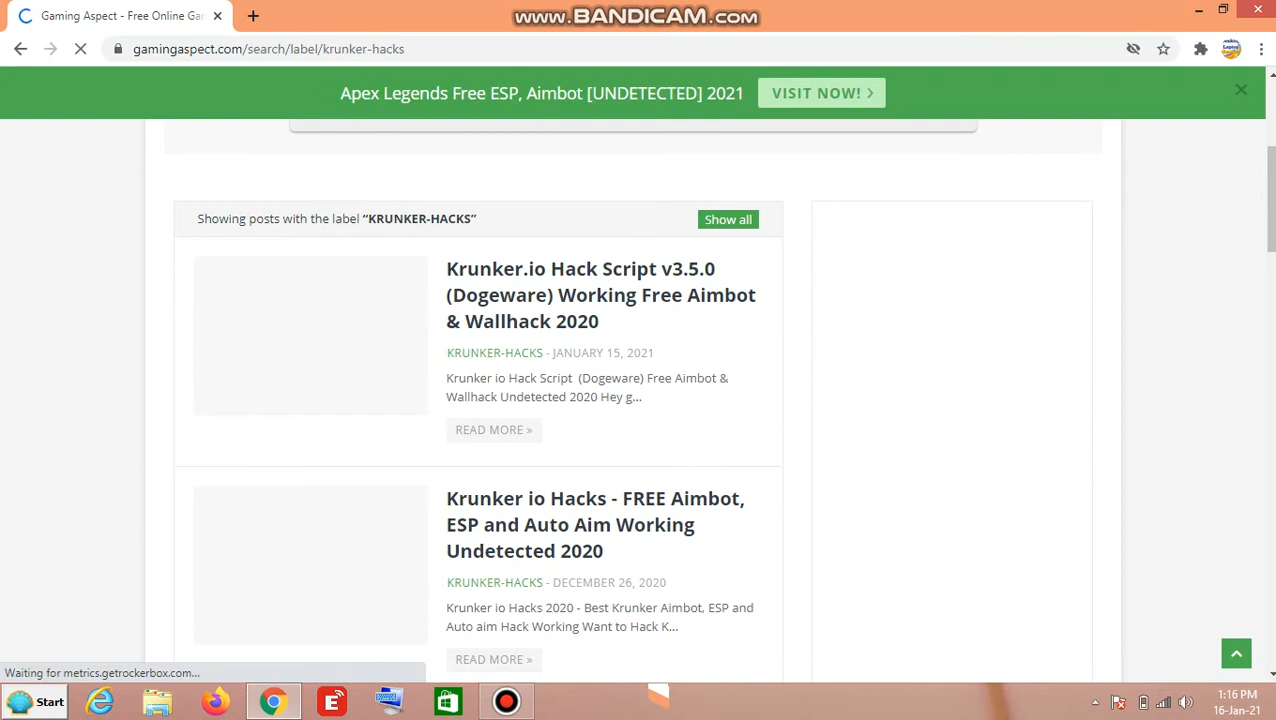 Gaming Aspect - Free Online Gar
www.BANDICAM.com
gamingaspect.com/search/label/krunker-hacks
Apex Legends Free ESP, Aimbot [UNDETECTED] 2021 VISIT NOW!
Showing posts with the label “KRUNKER-HACKS” Show all
Krunker.io Hack Script v3.5.0
(Dogeware) Working Free Aimbot
& Wallhack 2020
KRUNKER-HACKS - JANUARY 15, 2021
Krunker io Hack Script (Dogeware) Free Aimbot &
Wallhack Undetected 2020 Hey g...
READ MORE »
Krunker io Hacks - FREE Aimbot,
ESP and Auto Aim Working
Undetected 2020
KRUNKER-HACKS - DECEMBER 26, 2020
Krunker io Hacks 2020 - Best Krunker Aimbot, ESP and
Auto aim Hack Working Want to Hack K...
READ MORE »
Waiting for metrics.getrockerbox.com...
Start
1:16 PM
16-Jan-21